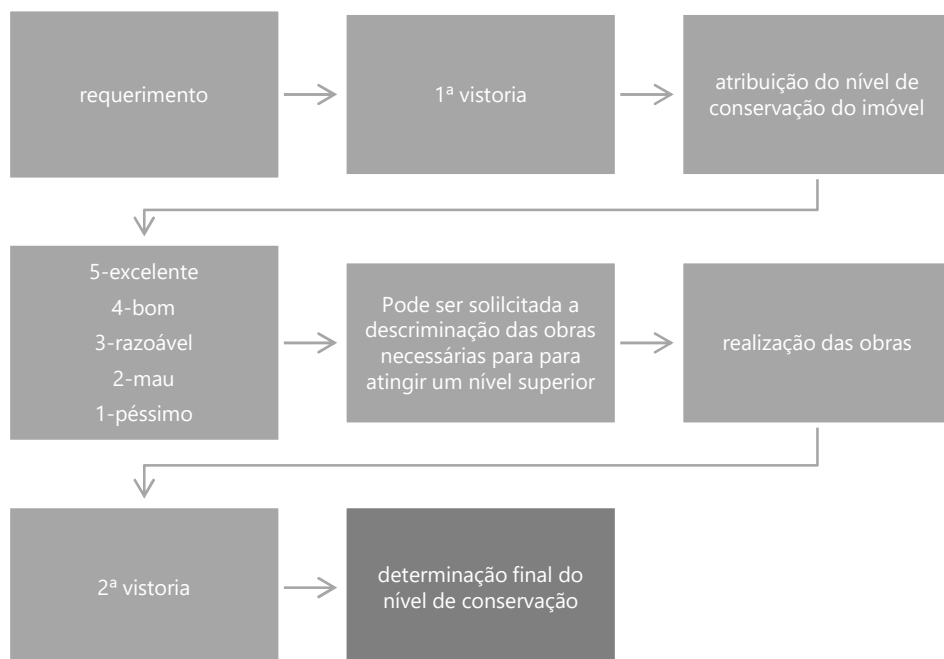 requerimento
1ª vistoria
atribuição do nível de
conservação do imóvel
5-excelente
4-bom
3-razoável
2-mau
1-péssimo
Pode ser solilcitada a
descriminação das obras
necessárias para para
atingir um nível superior
realização das obras
2ª vistoria
determinação final do
nível de conservação